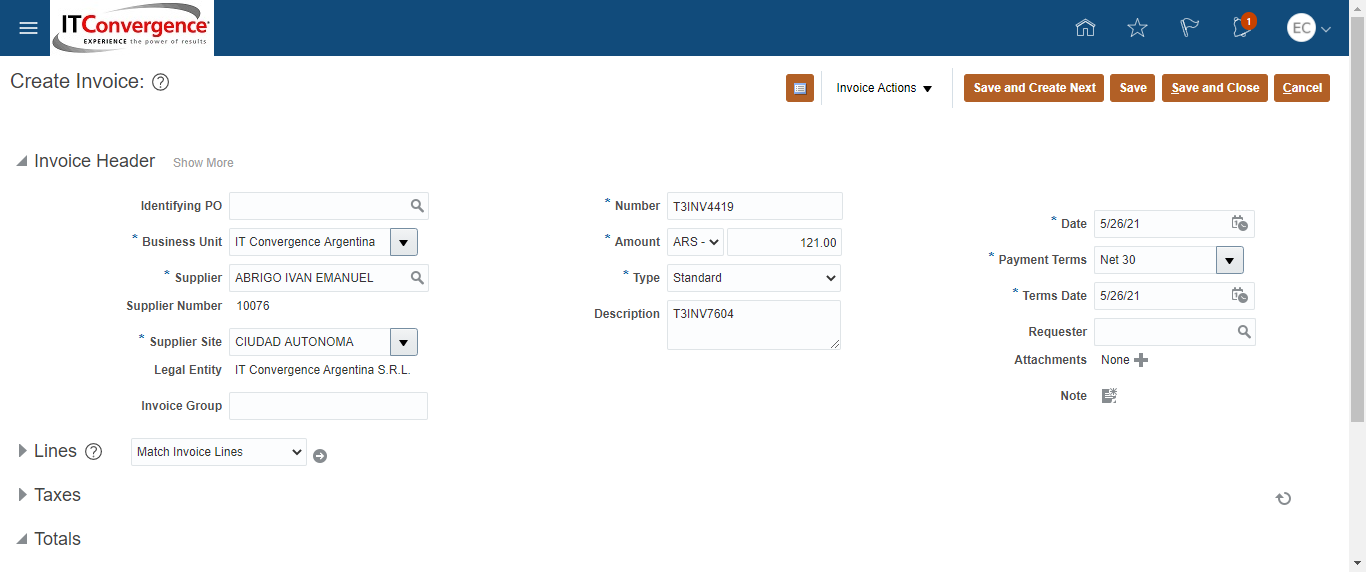 ITConvergence
EXPERIENCE the power of results
1
EC
Create Invoice: ?
Invoice Actions
Save and Create Next
Save
Save and Close
Cancel
Invoice Header
Show More
Identifying PO
* Business Unit IT Convergence Argentina
* Supplier ABRIGO IVAN EMANUEL
Supplier Number 10076
* Supplier Site CIUDAD AUTONOMA
Legal Entity IT Convergence Argentina S.R.L.
Invoice Group
* Number T3INV4419
* Amount ARS - 121.00
* Type Standard
Description T3INV7604
* Date 5/26/21
* Payment Terms Net 30
* Terms Date 5/26/21
Requester
Attachments None
Note
Lines ? Match Invoice Lines
Taxes
Totals